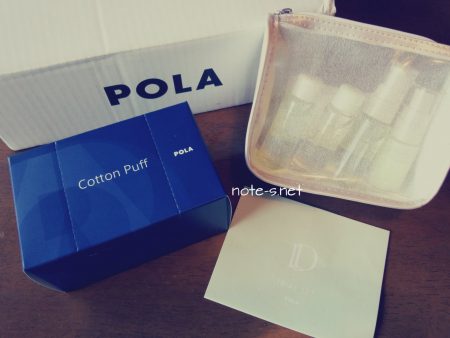 POLA
Cotton Puff
POLA
note-s.net
D